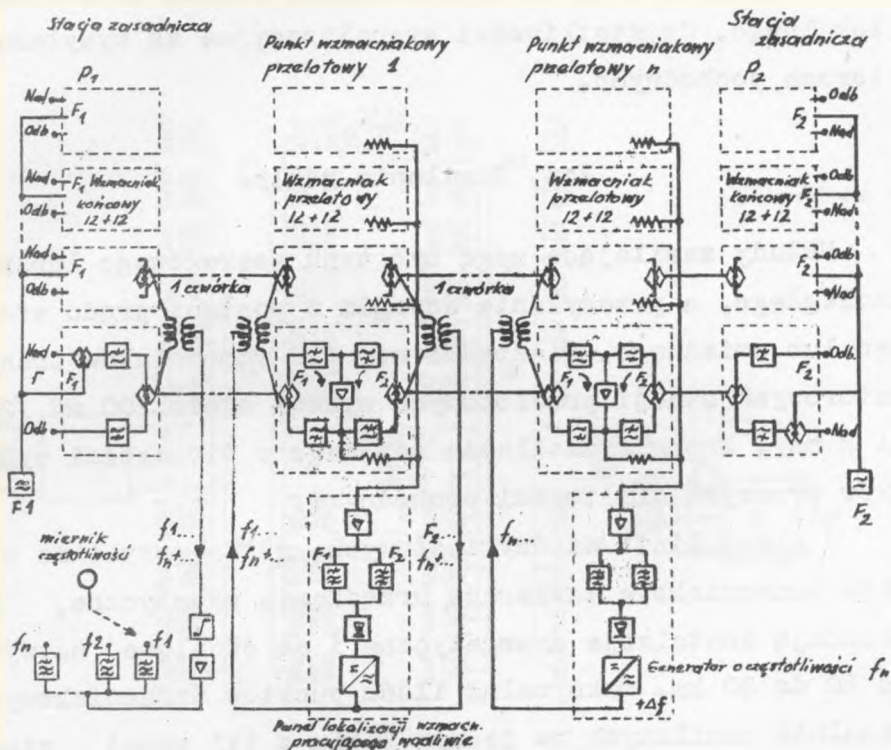 Stacja zasadnicza
P1
Punkt wzmacniakowy
przelotowy 1
Punkt wzmacniakowy
przelotowy n
Stacja
zasadnicza
P2
Nad
F1
Odb
Odb
F2
Nad
Nad
F1
Wzmacniak
końcowy
12+12
Odb
Wzmacniak
przelotowy
12+12
Wzmacniak
przelotowy
12+12
Wzmacniak
końcowy
12+12
Odb
F2
Nad
Nad
F1
Odb
1 czwórka
1 czwórka
Odb
F2
Nad
Nad
F1
Odb
F1
F2
F1
F2
Odb
F2
Nad
F1
F2
miernik
częstotliwości
f1...
fn+
f1...
fn+
F2
fn...
F1
F2
fn
f2
f1
Generator o częstotliwości fn
+Δf
Panel lokalizacji wzmacn.
pracującego wadliwie